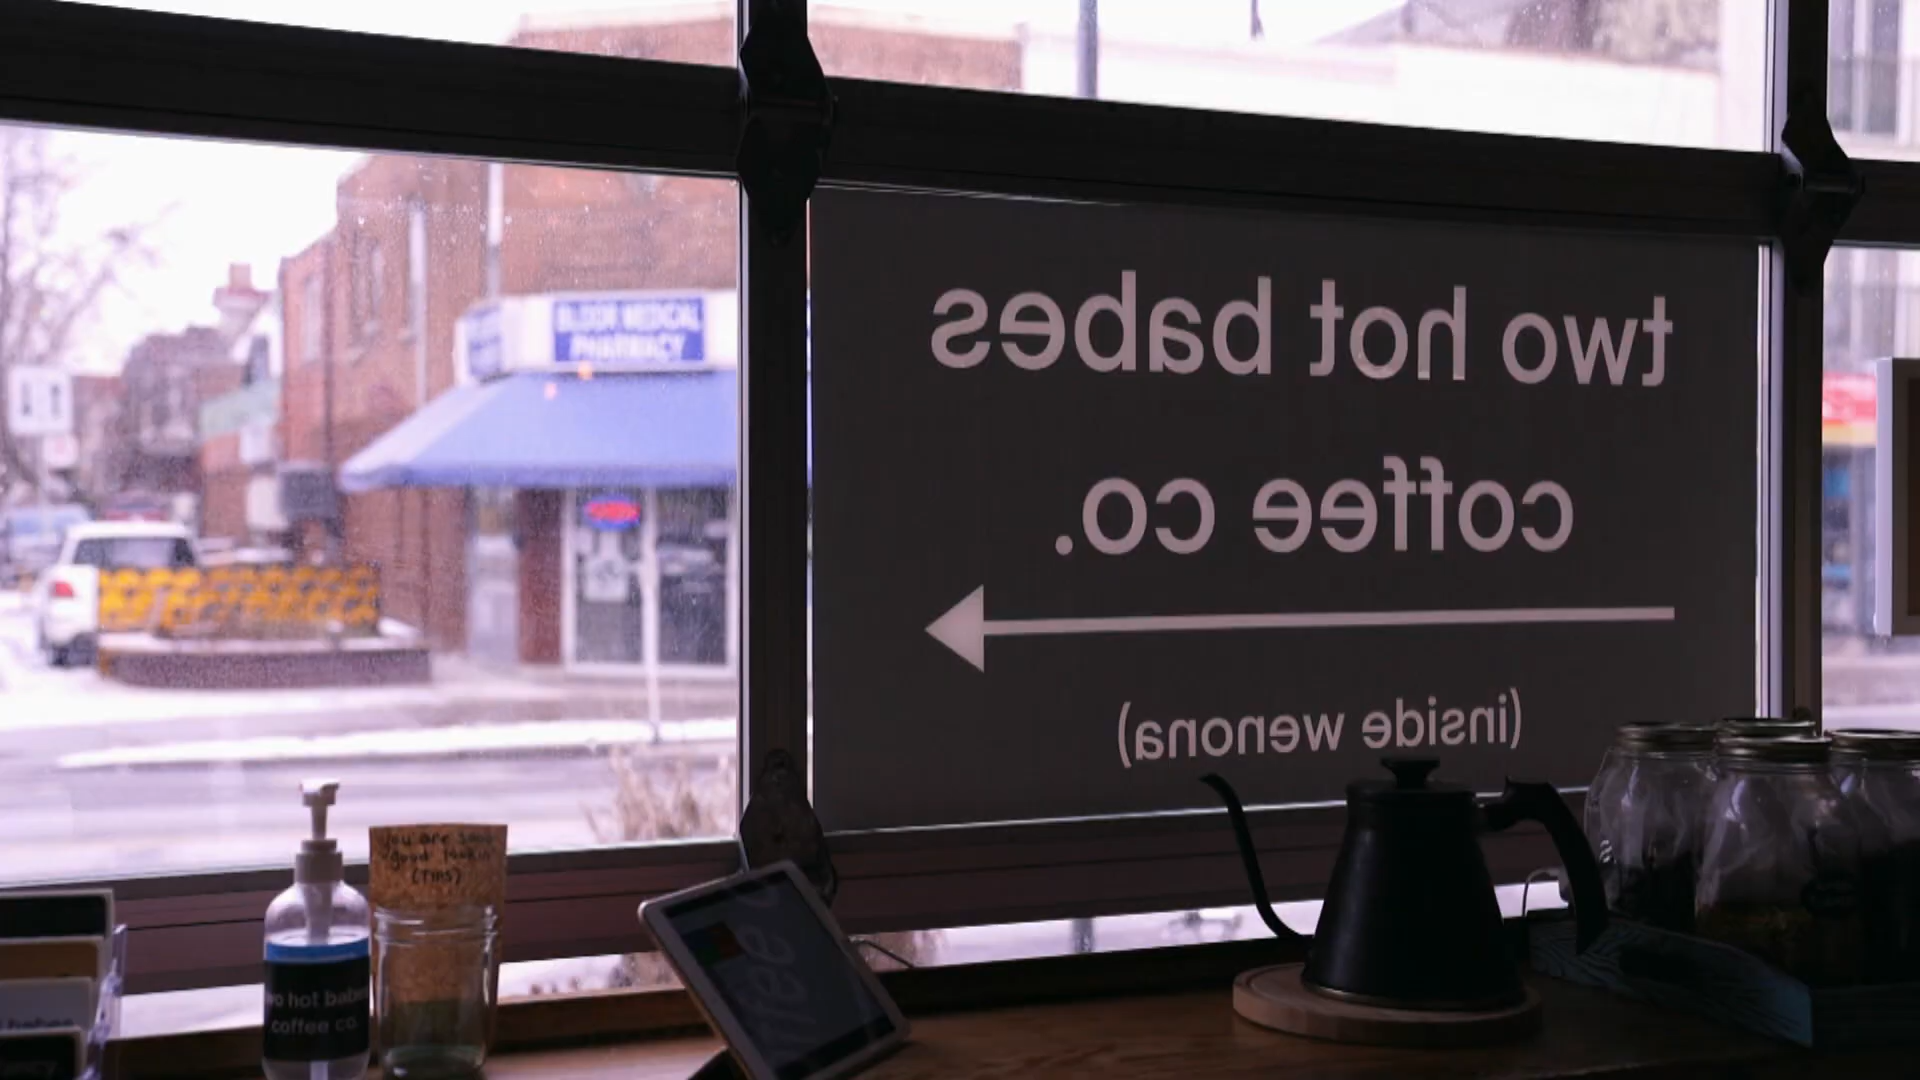 BLOOR MEDICAL
PHARMACY
two hot babes
coffee co.
(inside wenona)
you are
good lookin
(TIPS)
two hot babes
coffee co.